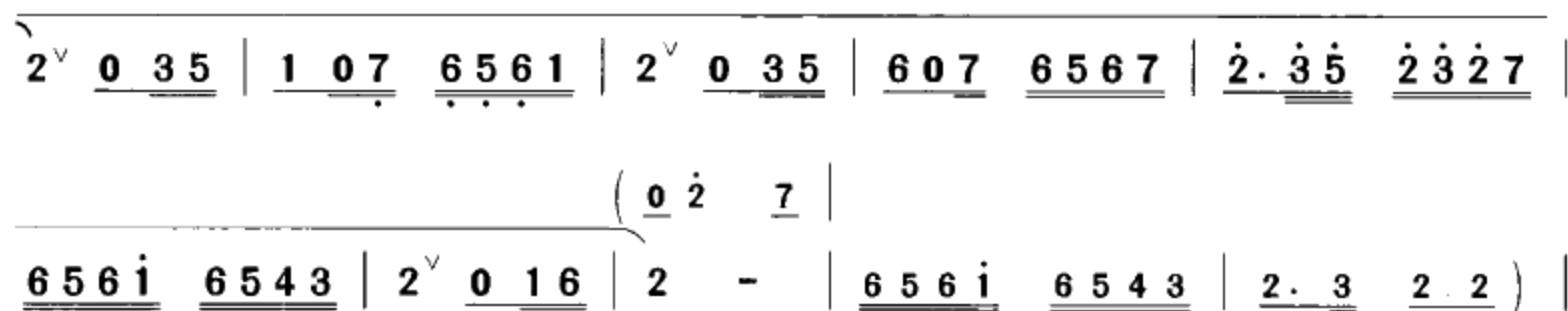 2ˇ 0 3 5 | 1 0 7̣ 6̣ 5̣ 6̣ 1 | 2ˇ 0 3 5 | 6 0 7 6 5 6 7 | 2̇ · 3̇ 5̇ 2̇ 3̇ 2̇ 7 |
( 0 2̇ 7 |
6 5 6 1̇ 6 5 4 3 | 2ˇ 0 1 6 | 2 - | 6 5 6 1̇ 6 5 4 3 | 2 · 3 2 2 ) |